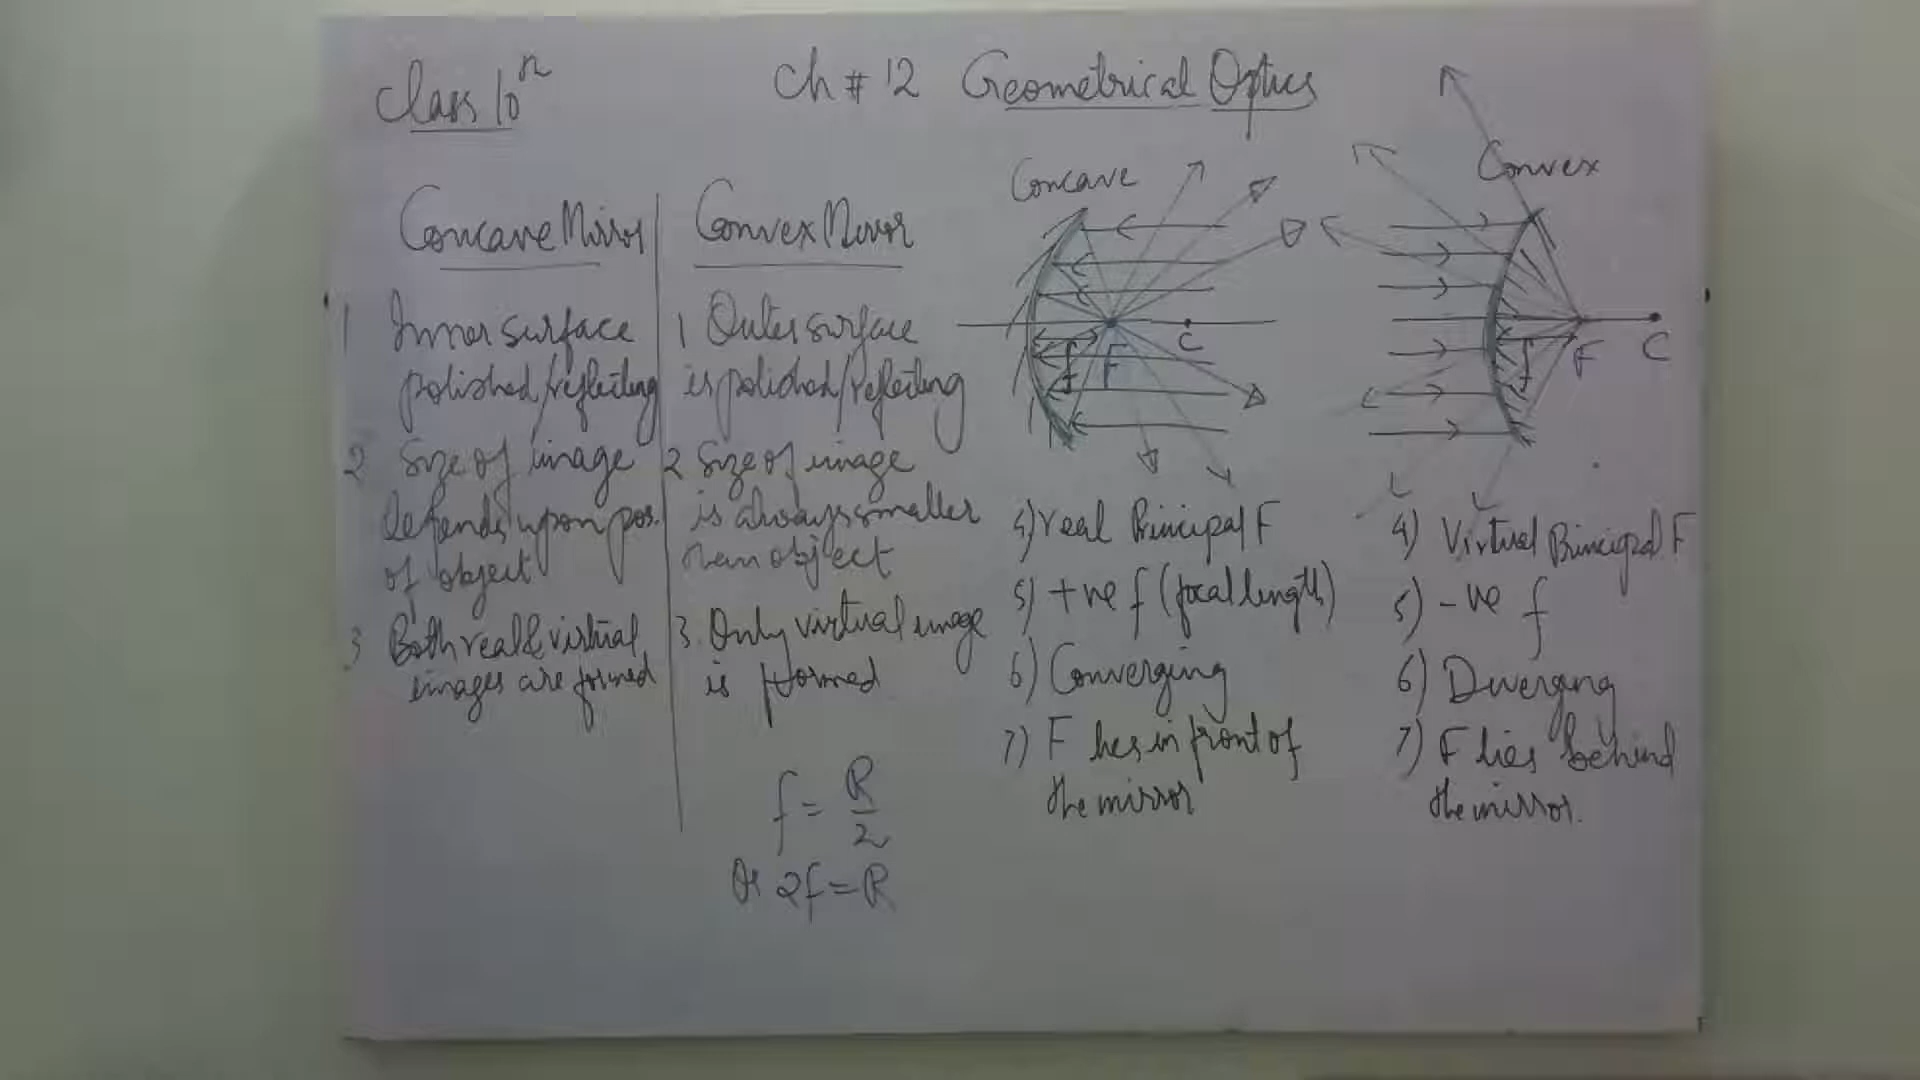 Class 10th
Ch # 12 Geometrical Optics
Concave Mirror
1 Inner surface
polished/reflecting
2 Size of image
depends upon pos.
of object
3 Both real & virtual
images are formed
Convex Mirror
1 Outer surface
is polished/reflecting
2 Size of image
is always smaller
than object
3. Only virtual image
is formed
f = R/2
Or 2f = R
Concave
f F C
4) real Principal F
5) +ve f (focal length)
6) Converging
7) F lies in front of
the mirror
Convex
f F C
4) Virtual Principal F
5) -ve f
6) Diverging
7) F lies behind
the mirror.